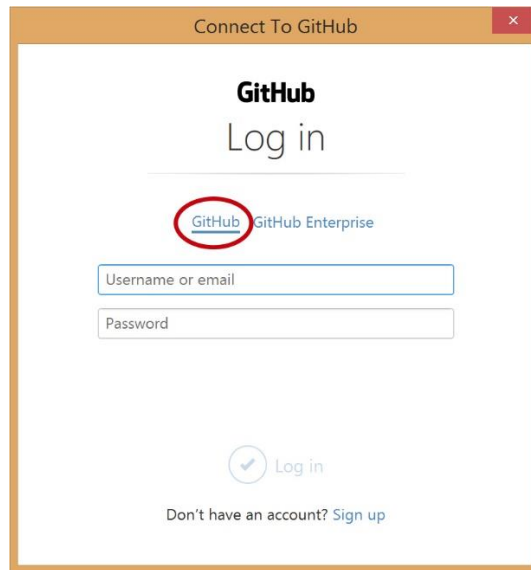 Connect To GitHub
GitHub
Log in
GitHub GitHub Enterprise
Username or email
Password
Log in
Don't have an account? Sign up